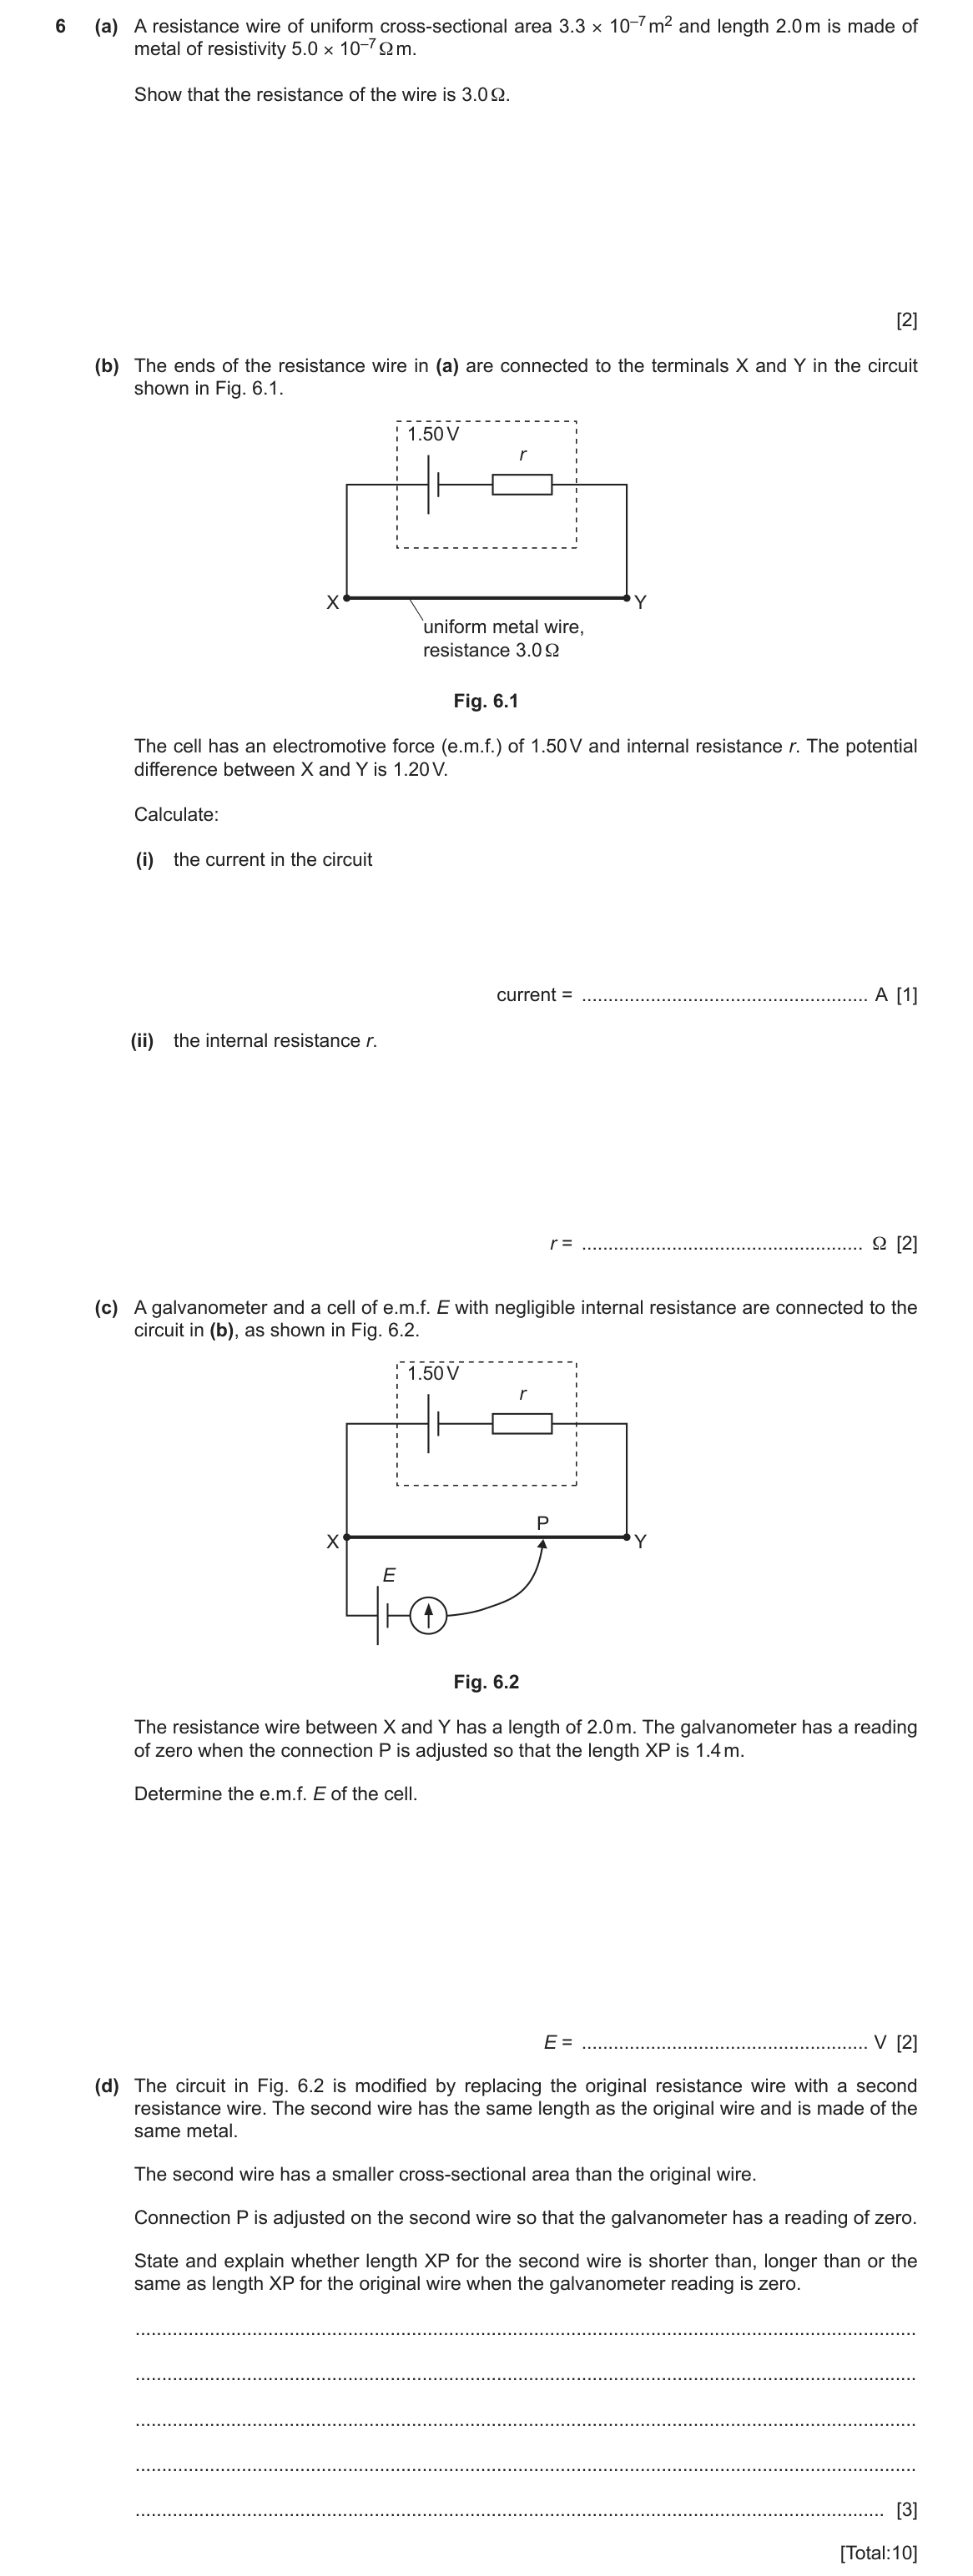 6 (a) A resistance wire of uniform cross-sectional area 3.3 × 10⁻⁷ m² and length 2.0 m is made of
metal of resistivity 5.0 × 10⁻⁷ Ω m.
Show that the resistance of the wire is 3.0 Ω.
[2]
(b) The ends of the resistance wire in (a) are connected to the terminals X and Y in the circuit
shown in Fig. 6.1.
1.50 V
r
X
Y
uniform metal wire,
resistance 3.0 Ω
Fig. 6.1
The cell has an electromotive force (e.m.f.) of 1.50 V and internal resistance r. The potential
difference between X and Y is 1.20 V.
Calculate:
(i) the current in the circuit
current = ...................................................... A [1]
(ii) the internal resistance r.
r = ..................................................... Ω [2]
(c) A galvanometer and a cell of e.m.f. E with negligible internal resistance are connected to the
circuit in (b), as shown in Fig. 6.2.
1.50 V
r
P
X
Y
E
Fig. 6.2
The resistance wire between X and Y has a length of 2.0 m. The galvanometer has a reading
of zero when the connection P is adjusted so that the length XP is 1.4 m.
Determine the e.m.f. E of the cell.
E = ...................................................... V [2]
(d) The circuit in Fig. 6.2 is modified by replacing the original resistance wire with a second
resistance wire. The second wire has the same length as the original wire and is made of the
same metal.
The second wire has a smaller cross-sectional area than the original wire.
Connection P is adjusted on the second wire so that the galvanometer has a reading of zero.
State and explain whether length XP for the second wire is shorter than, longer than or the
same as length XP for the original wire when the galvanometer reading is zero.
...................................................................................................................................................
...................................................................................................................................................
...................................................................................................................................................
...................................................................................................................................................
............................................................................................................................................. [3]
[Total:10]